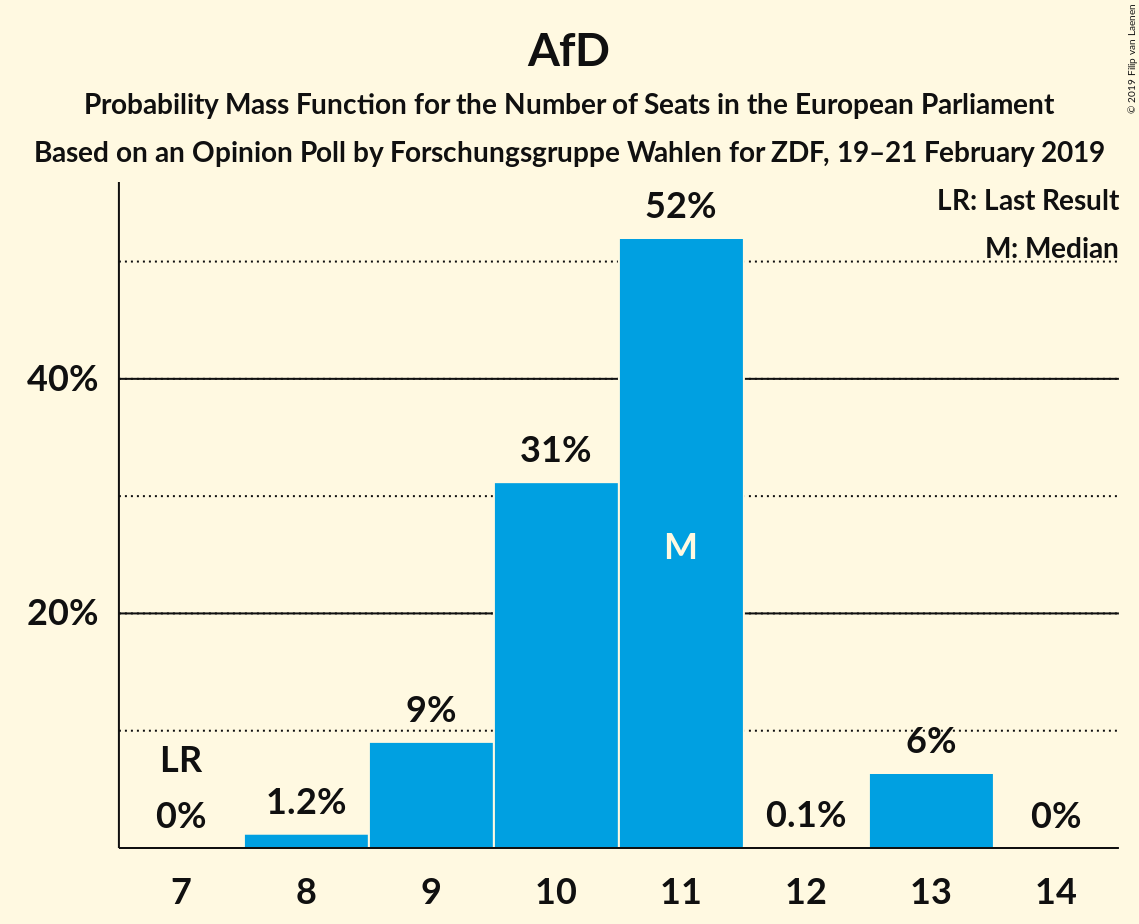 AfD
Probability Mass Function for the Number of Seats in the European Parliament
Based on an Opinion Poll by Forschungsgruppe Wahlen for ZDF, 19–21 February 2019
© 2019 Filip van Laenen
LR: Last Result
M: Median
52%
40%
31%
M
20%
9%
6%
LR
0%
1.2%
0.1%
0%
7 8 9 10 11 12 13 14